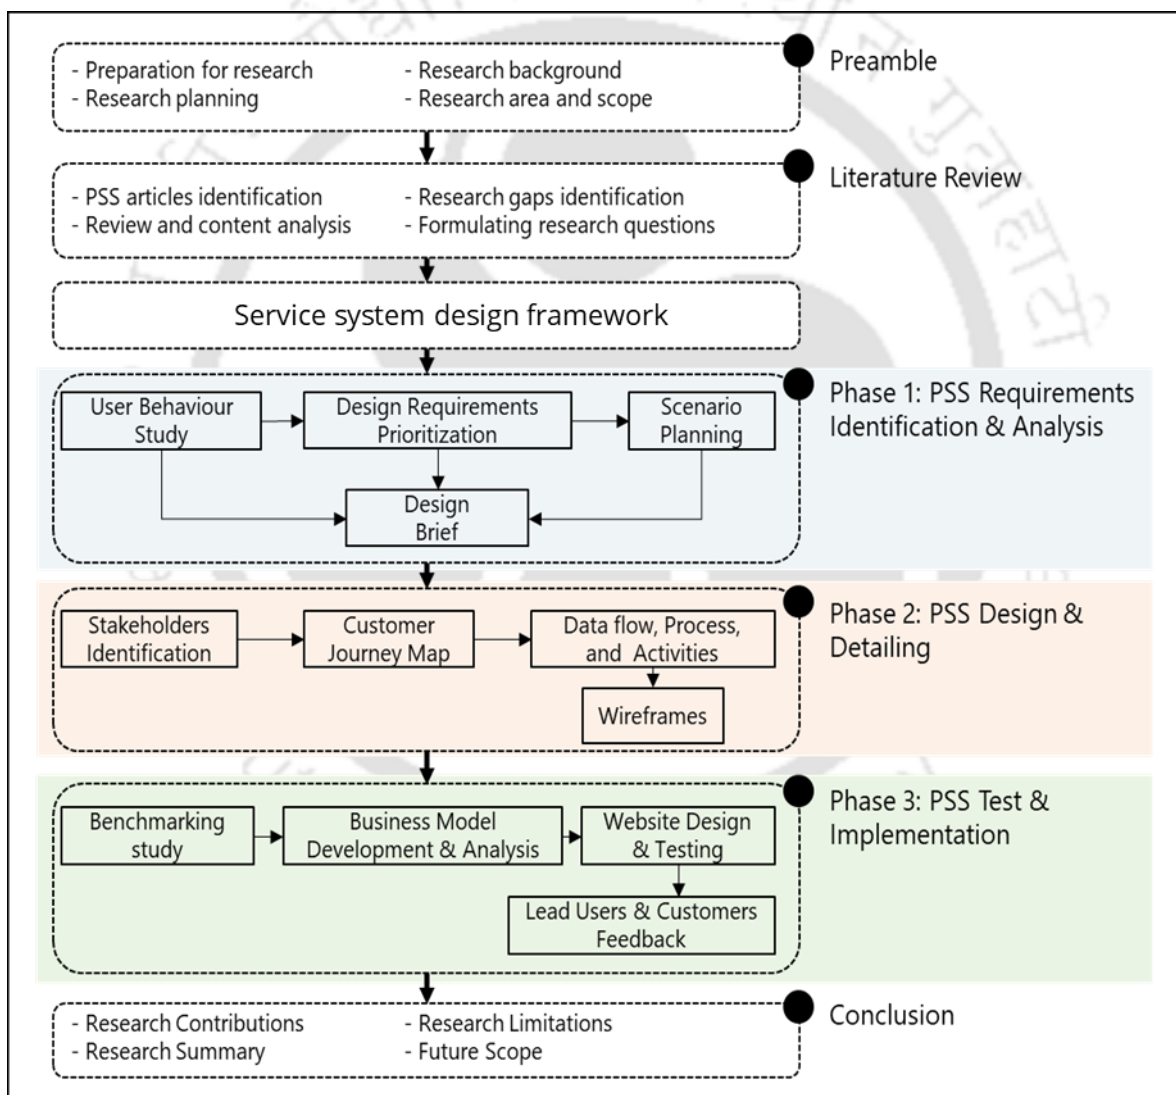 - Preparation for research
- Research planning
- Research background
- Research area and scope
Preamble
- PSS articles identification
- Review and content analysis
- Research gaps identification
- Formulating research questions
Literature Review
Service system design framework
Phase 1: PSS Requirements
Identification & Analysis
User Behaviour
Study
Design Requirements
Prioritization
Scenario
Planning
Design
Brief
Phase 2: PSS Design &
Detailing
Stakeholders
Identification
Customer
Journey Map
Data flow, Process,
and Activities
Wireframes
Phase 3: PSS Test &
Implementation
Benchmarking
study
Business Model
Development & Analysis
Website Design
& Testing
Lead Users & Customers
Feedback
- Research Contributions
- Research Summary
- Research Limitations
- Future Scope
Conclusion